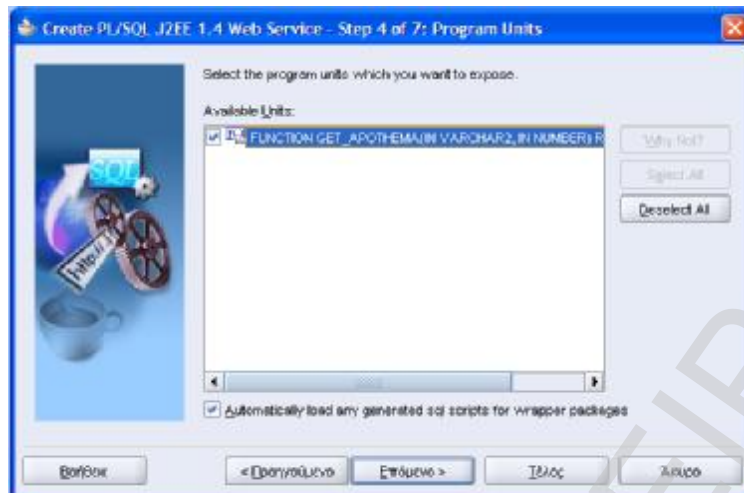 Create PL/SQL J2EE 1.4 Web Service - Step 4 of 7: Program Units
Select the program units which you want to expose.
Available Units:
FUNCTION GET_APOTHEMA(IN VARCHAR2, IN NUMBER) R
Why Not?
Select All
Deselect All
SQL
http://
Automatically load any generated sql scripts for wrapper packages
Βοήθεια
< Προηγούμενο
Επόμενο >
Τέλος
Άκυρο